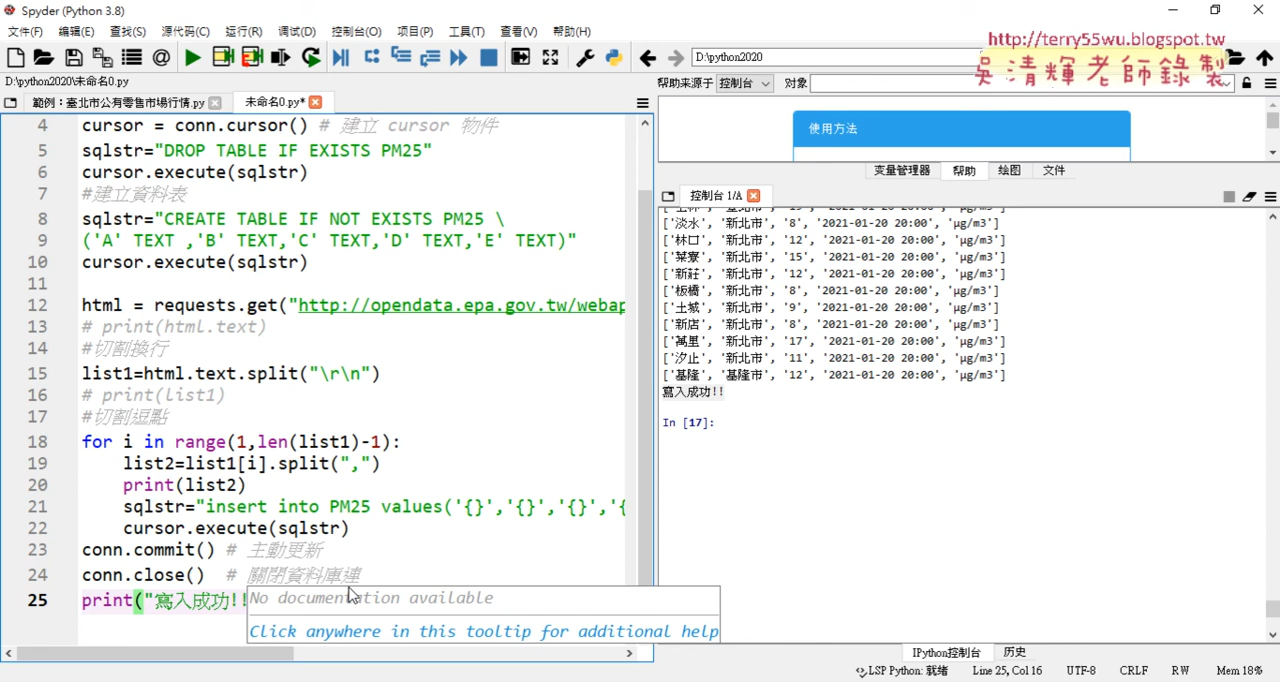 Spyder (Python 3.8)
文件(F) 编辑(E) 查找(S) 源代码(C) 运行(R) 调试(D) 控制台(O) 项目(P) 工具(T) 查看(V) 帮助(H)
D:\python2020
http://terry55wu.blogspot.tw
吳清輝老師錄製
D:\python2020\未命名0.py
帮助来源于 控制台 对象
範例：臺北市公有零售市場行情.py 未命名0.py*
使用方法
变量管理器 帮助 绘图 文件
控制台 1/A
4 cursor = conn.cursor() # 建立 cursor 物件
5 sqlstr="DROP TABLE IF EXISTS PM25"
6 cursor.execute(sqlstr)
7 #建立資料表
8 sqlstr="CREATE TABLE IF NOT EXISTS PM25 \
9 ('A' TEXT ,'B' TEXT,'C' TEXT,'D' TEXT,'E' TEXT)"
10 cursor.execute(sqlstr)
11
12 html = requests.get("http://opendata.epa.gov.tw/webap
13 # print(html.text)
14 #切割換行
15 list1=html.text.split("\r\n")
16 # print(list1)
17 #切割逗點
18 for i in range(1,len(list1)-1):
19 list2=list1[i].split(",")
20 print(list2)
21 sqlstr="insert into PM25 values('{}','{}','{}','{
22 cursor.execute(sqlstr)
23 conn.commit() # 主動更新
24 conn.close() # 關閉資料庫連
25 print("寫入成功!!
No documentation available
Click anywhere in this tooltip for additional help
['淡水', '新北市', '8', '2021-01-20 20:00', 'μg/m3']
['林口', '新北市', '12', '2021-01-20 20:00', 'μg/m3']
['菜寮', '新北市', '15', '2021-01-20 20:00', 'μg/m3']
['新莊', '新北市', '12', '2021-01-20 20:00', 'μg/m3']
['板橋', '新北市', '8', '2021-01-20 20:00', 'μg/m3']
['土城', '新北市', '9', '2021-01-20 20:00', 'μg/m3']
['新店', '新北市', '8', '2021-01-20 20:00', 'μg/m3']
['萬里', '新北市', '17', '2021-01-20 20:00', 'μg/m3']
['汐止', '新北市', '11', '2021-01-20 20:00', 'μg/m3']
['基隆', '基隆市', '12', '2021-01-20 20:00', 'μg/m3']
寫入成功!!
In [17]:
IPython控制台 历史
LSP Python: 就绪 Line 25, Col 16 UTF-8 CRLF RW Mem 18%